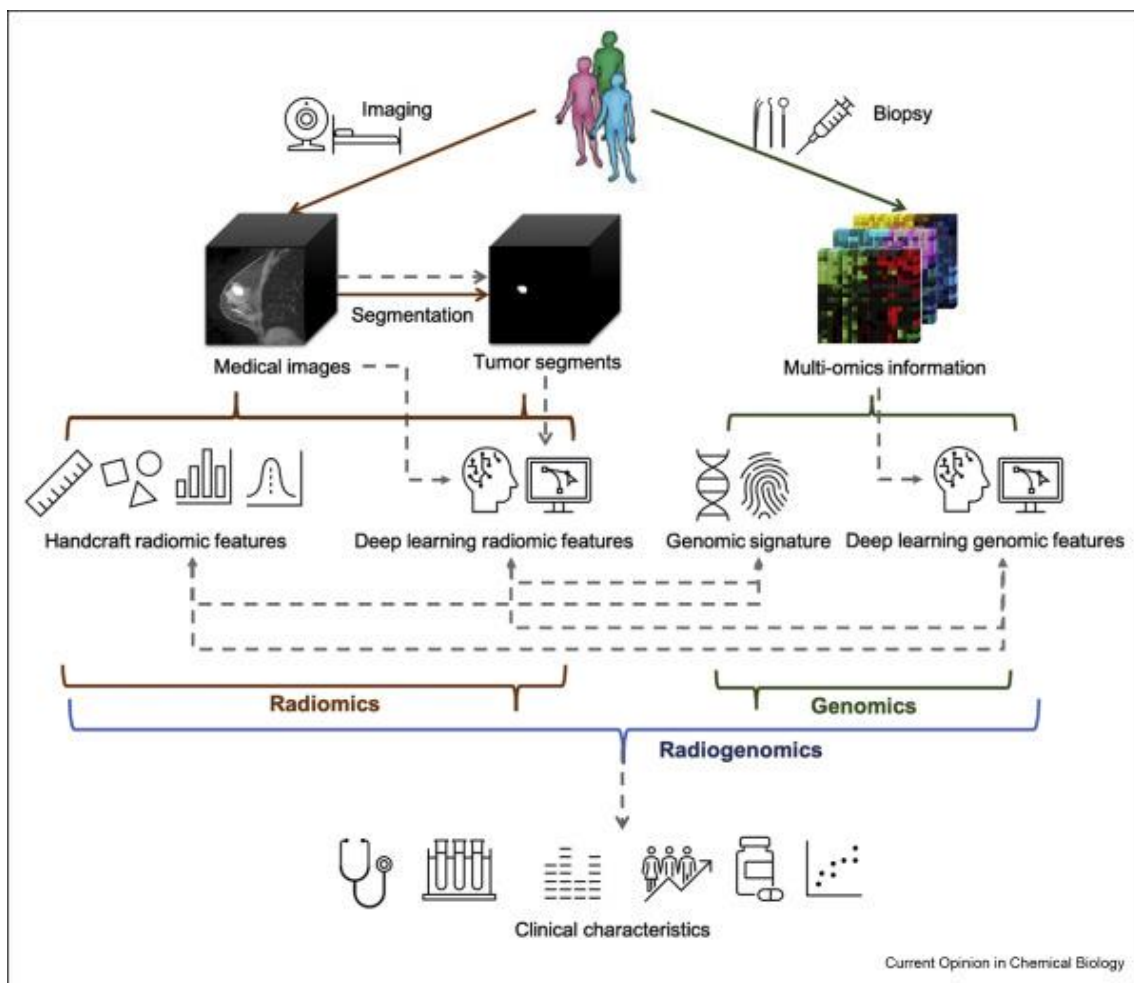 Imaging
Biopsy
Segmentation
Medical images
Tumor segments
Multi-omics information
Handcraft radiomic features
Deep learning radiomic features
Genomic signature
Deep learning genomic features
Radiomics
Genomics
Radiogenomics
Clinical characteristics
Current Opinion in Chemical Biology